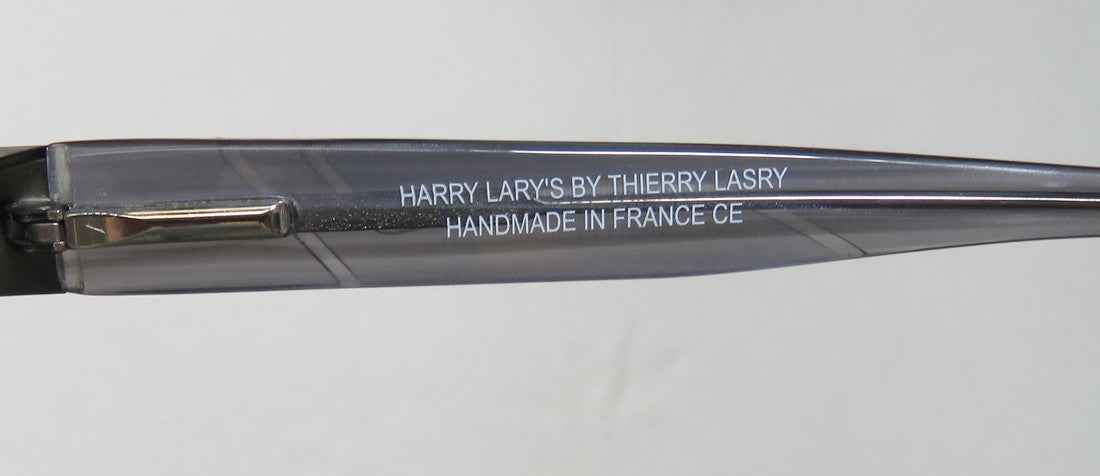 HARRY LARY'S BY THIERRY LASRY
HANDMADE IN FRANCE CE